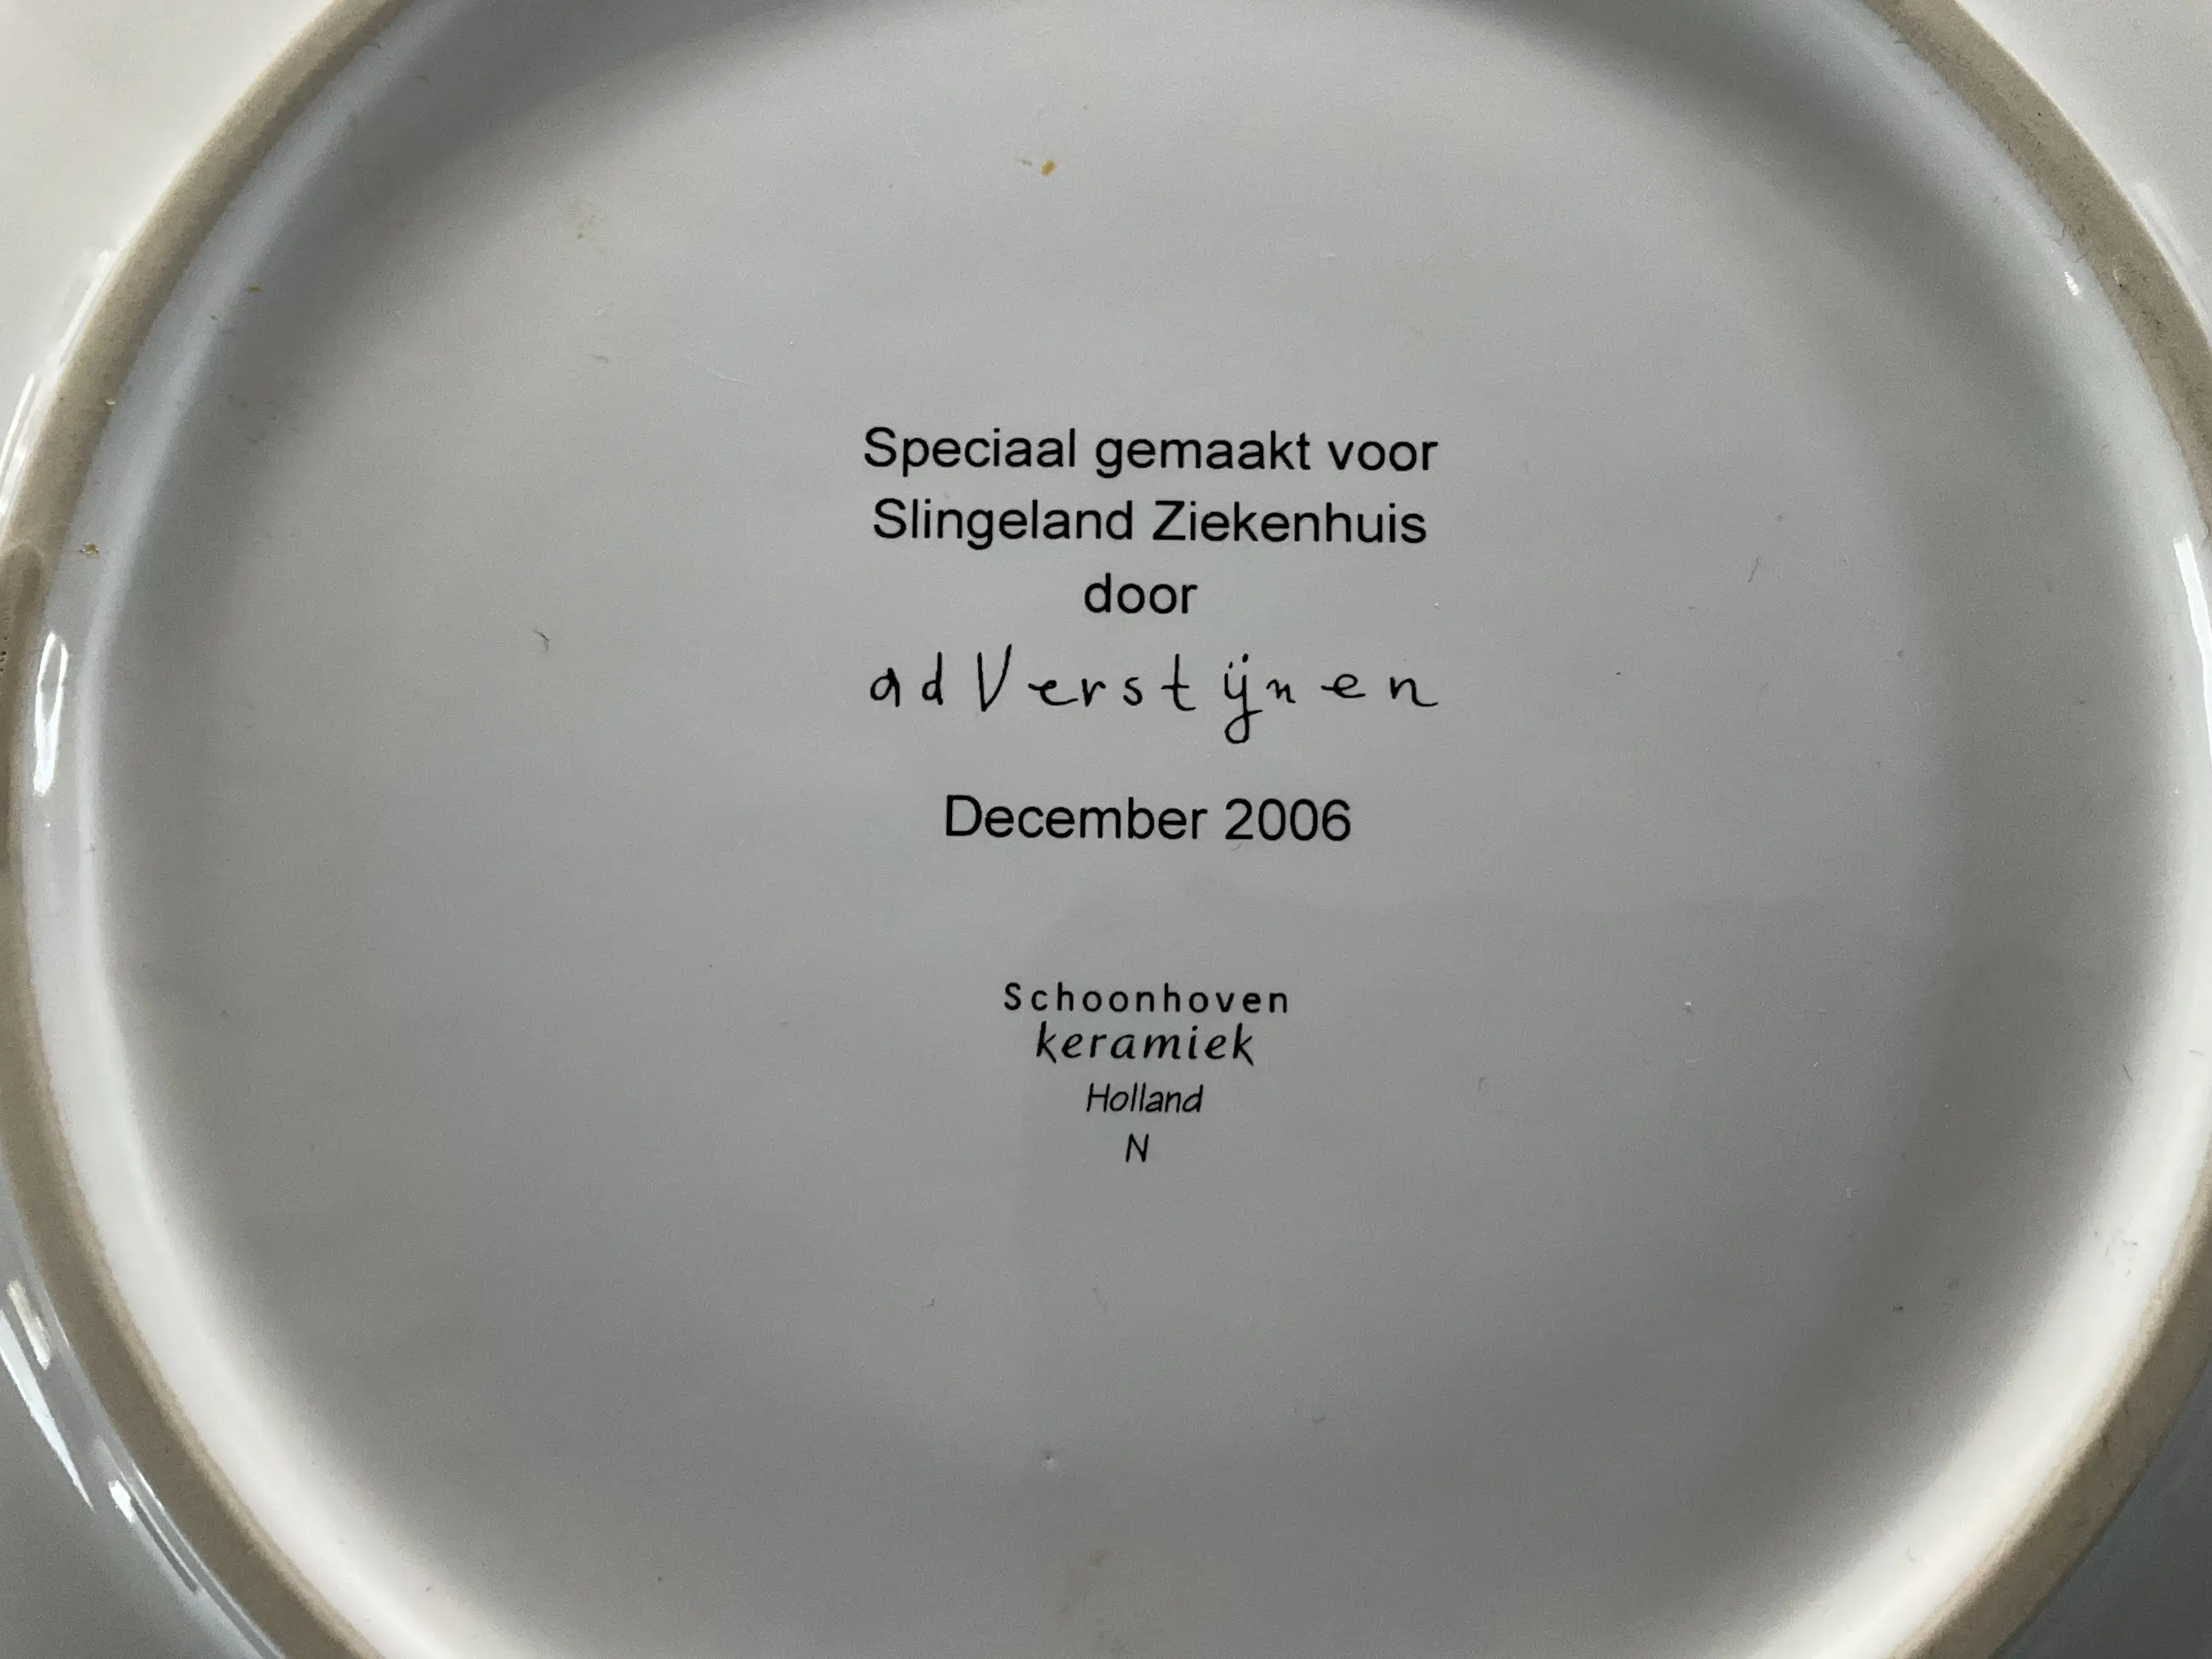 Speciaal gemaakt voor
Slingeland Ziekenhuis
door
ad Verstijnen
December 2006
Schoonhoven
keramiek
Holland
N